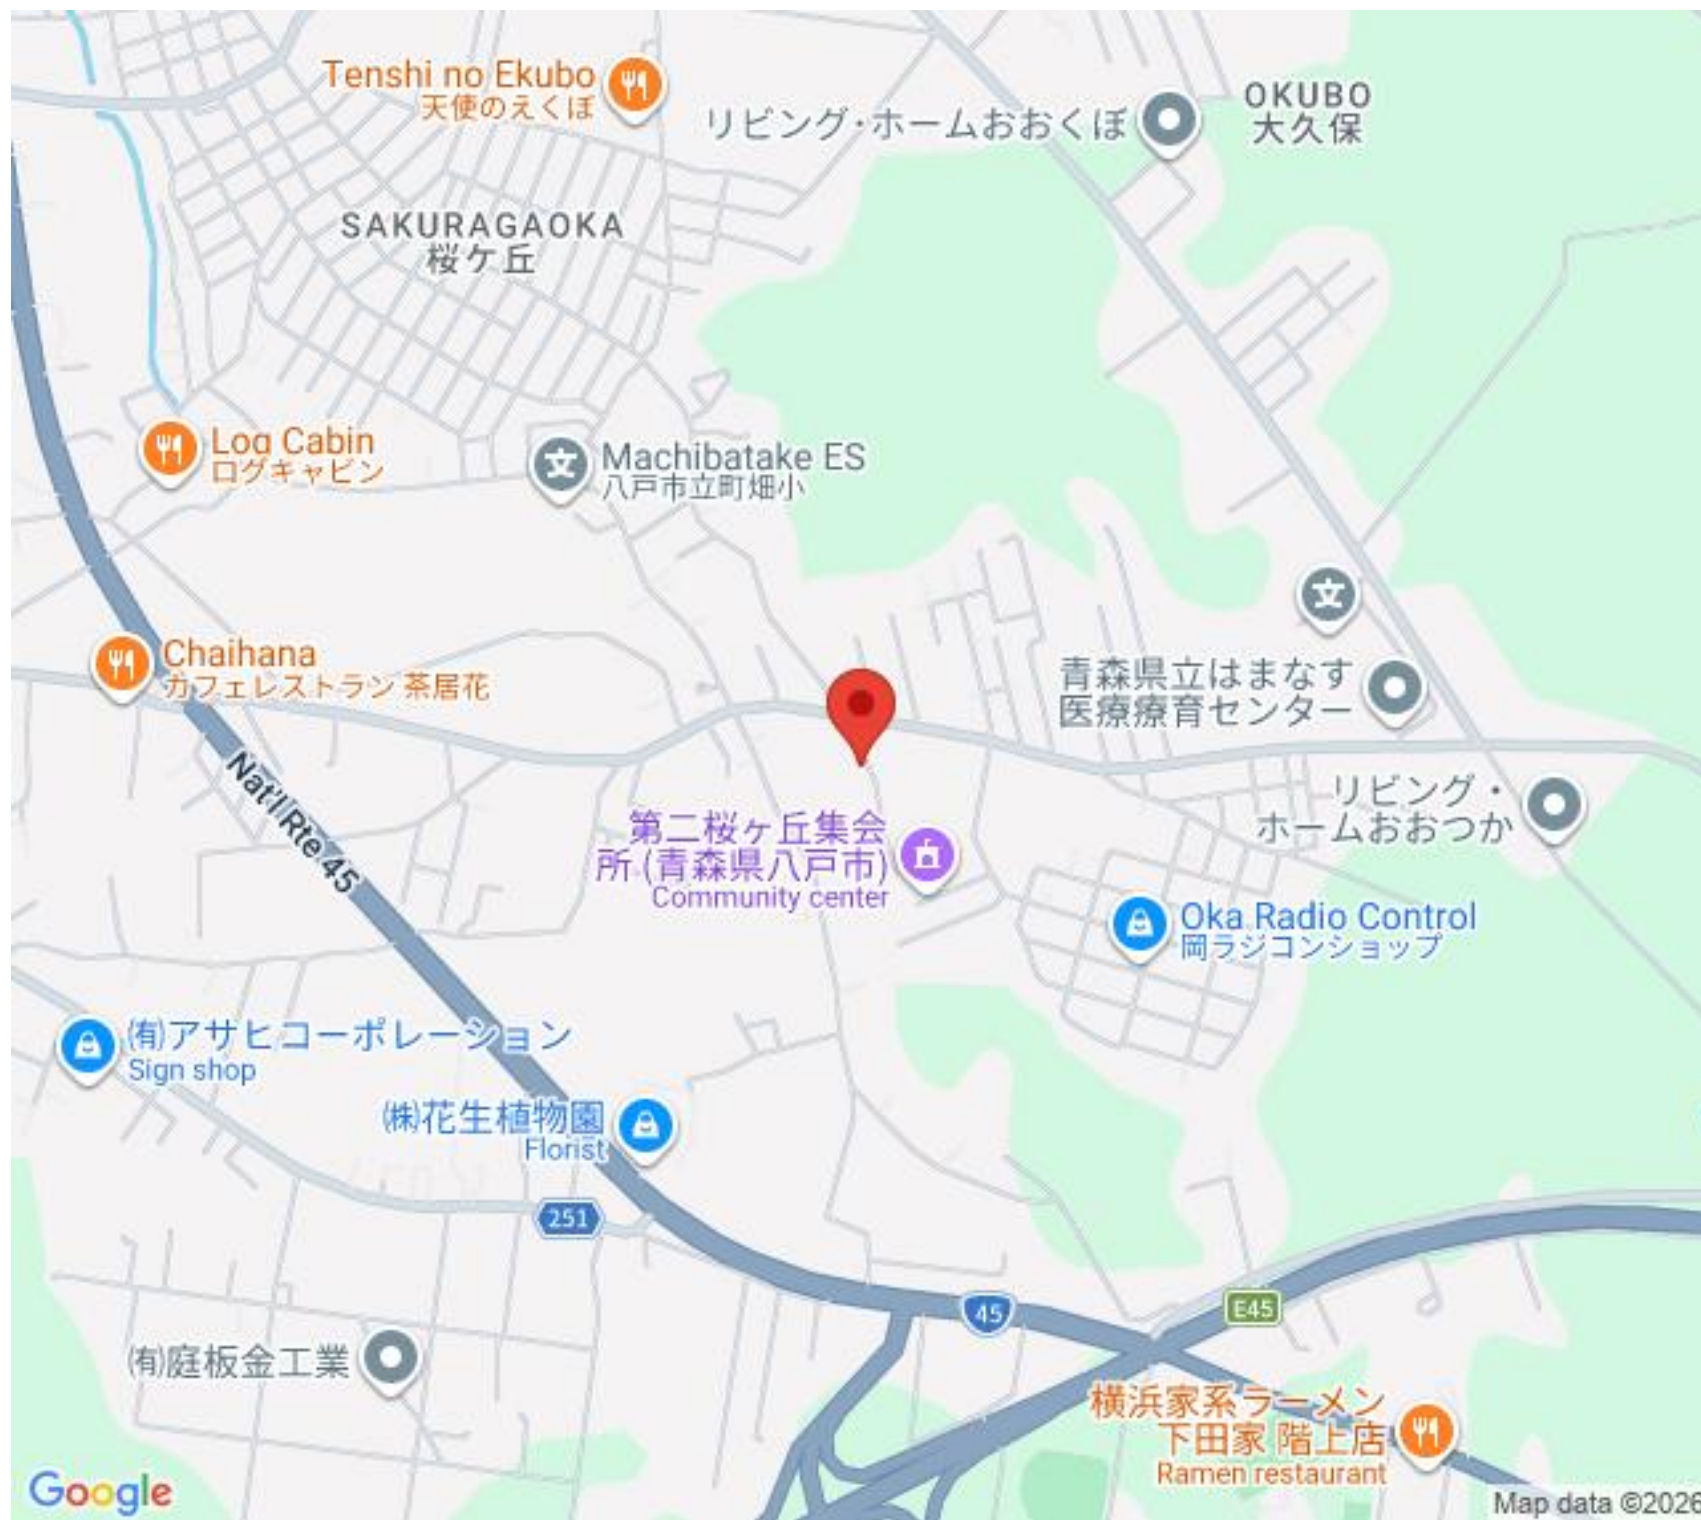 Tenshi no Ekubo
天使のえくぼ
リビング・ホームおおくぼ
OKUBO
大久保
SAKURAGAOKA
桜ケ丘
Log Cabin
ログキャビン
Machibatake ES
八戸市立町畑小
Chaihana
カフェレストラン 茶居花
青森県立はまなす
医療療育センター
Nat'l Rte 45
リビング・
ホームおおつか
第二桜ヶ丘集会
所 (青森県八戸市)
Community center
Oka Radio Control
岡ラジコンショップ
㈲アサヒコーポレーション
Sign shop
㈱花生植物園
Florist
251
45
E45
㈲庭板金工業
横浜家系ラーメン
下田家 階上店
Ramen restaurant
Google
Map data ©2026